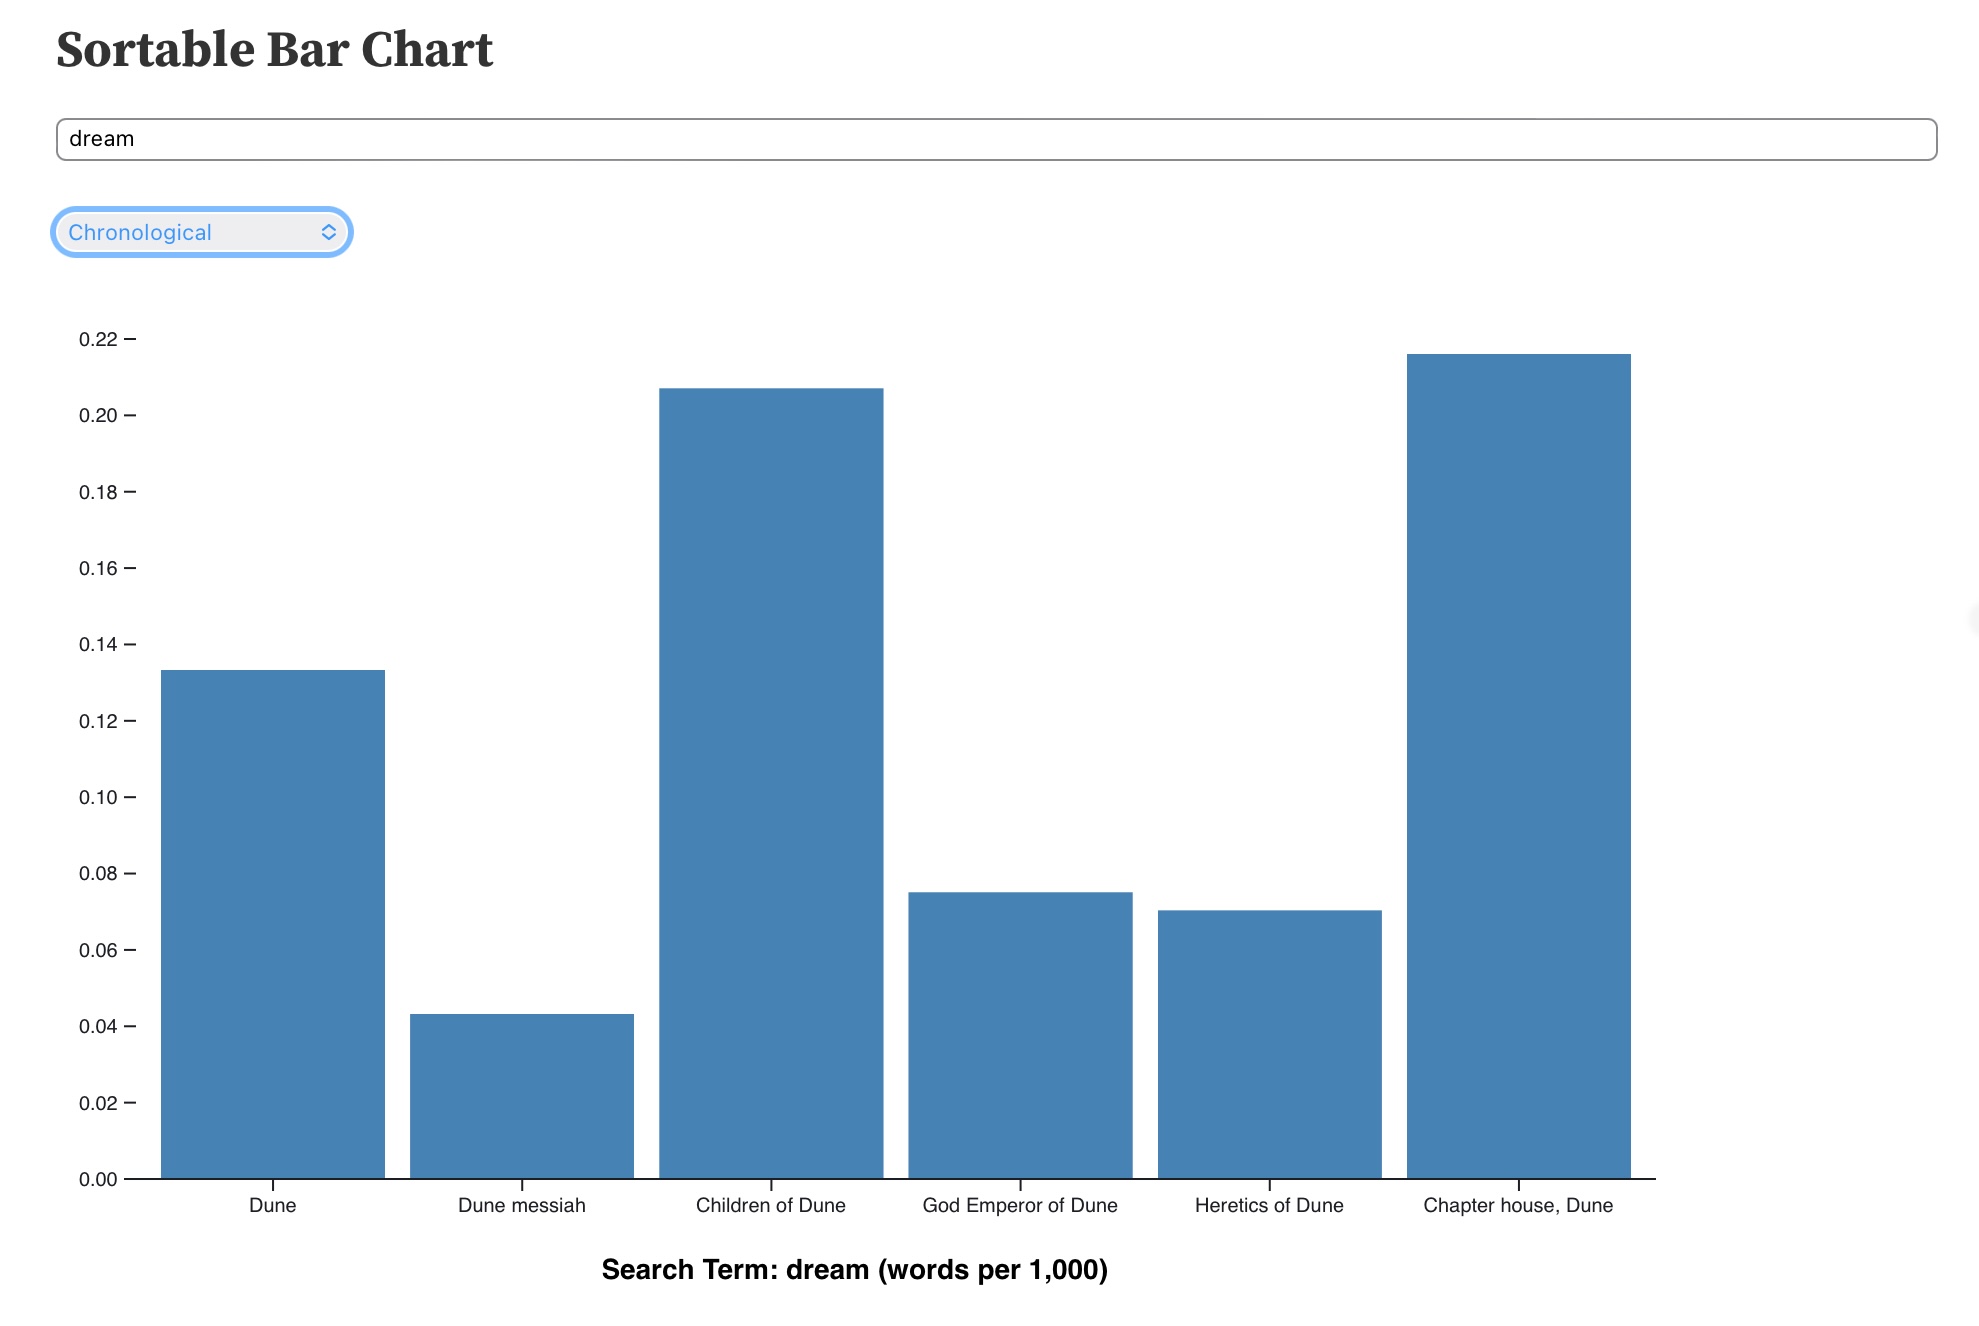 Sortable Bar Chart
dream
Chronological
0.22
0.20
0.18
0.16
0.14
0.12
0.10
0.08
0.06
0.04
0.02
0.00
Dune Dune messiah Children of Dune God Emperor of Dune Heretics of Dune Chapter house, Dune
Search Term: dream (words per 1,000)